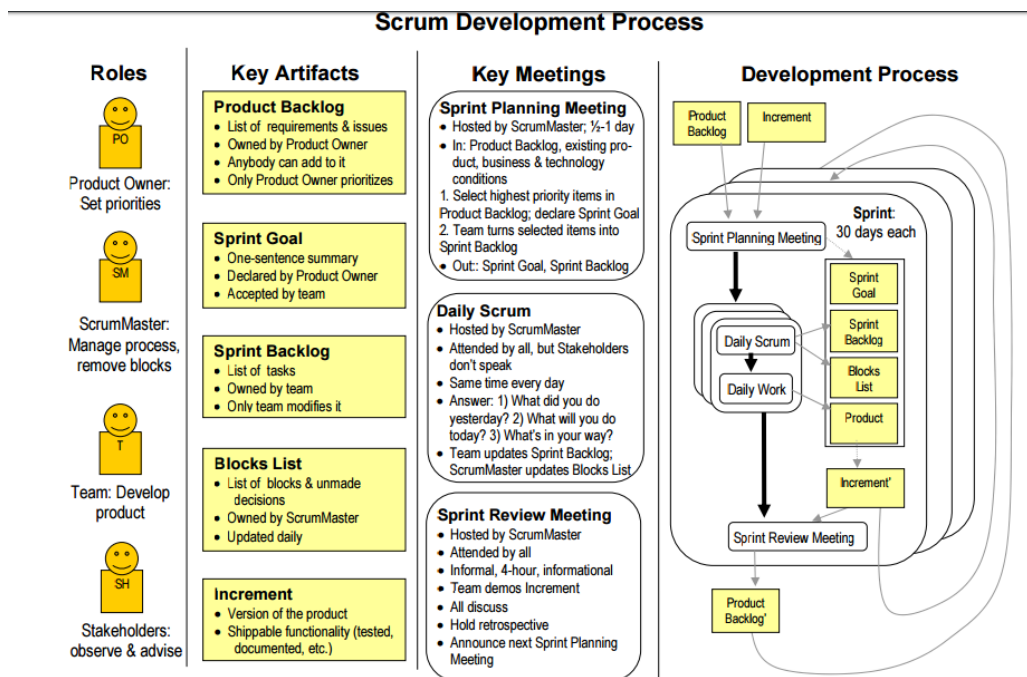 Scrum Development Process
Roles
PO
Product Owner:
Set priorities
SM
ScrumMaster:
Manage process,
remove blocks
T
Team: Develop
product
SH
Stakeholders:
observe & advise
Key Artifacts
Product Backlog
• List of requirements & issues
• Owned by Product Owner
• Anybody can add to it
• Only Product Owner prioritizes
Sprint Goal
• One-sentence summary
• Declared by Product Owner
• Accepted by team
Sprint Backlog
• List of tasks
• Owned by team
• Only team modifies it
Blocks List
• List of blocks & unmade
decisions
• Owned by ScrumMaster
• Updated daily
Increment
• Version of the product
• Shippable functionality (tested,
documented, etc.)
Key Meetings
Sprint Planning Meeting
• Hosted by ScrumMaster; ½-1 day
• In: Product Backlog, existing pro-
duct, business & technology
conditions
1. Select highest priority items in
Product Backlog; declare Sprint Goal
2. Team turns selected items into
Sprint Backlog
• Out:: Sprint Goal, Sprint Backlog
Daily Scrum
• Hosted by ScrumMaster
• Attended by all, but Stakeholders
don't speak
• Same time every day
• Answer: 1) What did you do
yesterday? 2) What will you do
today? 3) What's in your way?
• Team updates Sprint Backlog;
ScrumMaster updates Blocks List
Sprint Review Meeting
• Hosted by ScrumMaster
• Attended by all
• Informal, 4-hour, informational
• Team demos Increment
• All discuss
• Hold retrospective
• Announce next Sprint Planning
Meeting
Development Process
Product
Backlog
Increment
Sprint:
30 days each
Sprint Planning Meeting
Sprint
Goal
Daily Scrum
Sprint
Backlog
Blocks
List
Daily Work
Product
Increment'
Sprint Review Meeting
Product
Backlog'